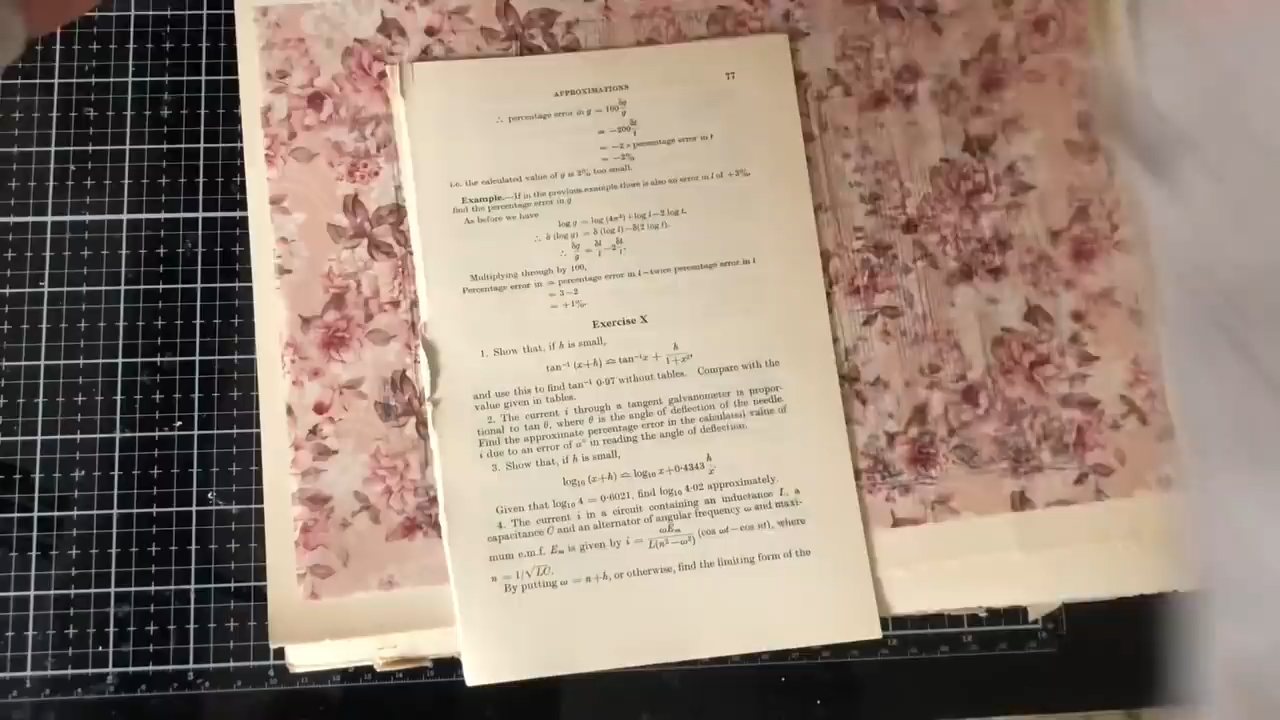 77
APPROXIMATIONS
∴ percentage error in g = 100 δg/g
= −200 δt/t
= −2 × percentage error in t
= −2%
i.e. the calculated value of g is 2% too small.
Example.—If in the previous example there is also an error in l of +3%,
find the percentage error in g
As before we have
log g = log (4π²) + log l − 2 log t.
∴ δ (log g) = δ (log l) − δ(2 log t).
∴ δg/g = δl/l − 2 δt/t.
Multiplying through by 100,
Percentage error in = percentage error in l − twice percentage error in t
= 3 − 2
= +1%.
Exercise X
1. Show that, if h is small,
tan⁻¹ (x+h) ≏ tan⁻¹x + h/(1+x²),
and use this to find tan⁻¹ 0·97 without tables. Compare with the
value given in tables.
2. The current i through a tangent galvanometer is propor-
tional to tan θ, where θ is the angle of deflection of the needle.
Find the approximate percentage error in the calculated value of
i due to an error of α° in reading the angle of deflection.
3. Show that, if h is small,
log₁₀ (x+h) ≏ log₁₀ x + 0·4343 h/x
Given that log₁₀ 4 = 0·6021, find log₁₀ 4·02 approximately.
4. The current i in a circuit containing an inductance L, a
capacitance C and an alternator of angular frequency ω and maxi-
mum e.m.f. Eₘ is given by i = ωEₘ/L(n²−ω²) (cos ωt − cos nt), where
n = 1/√LC.
By putting ω = n+h, or otherwise, find the limiting form of the
1
2
3
4
14
15
12